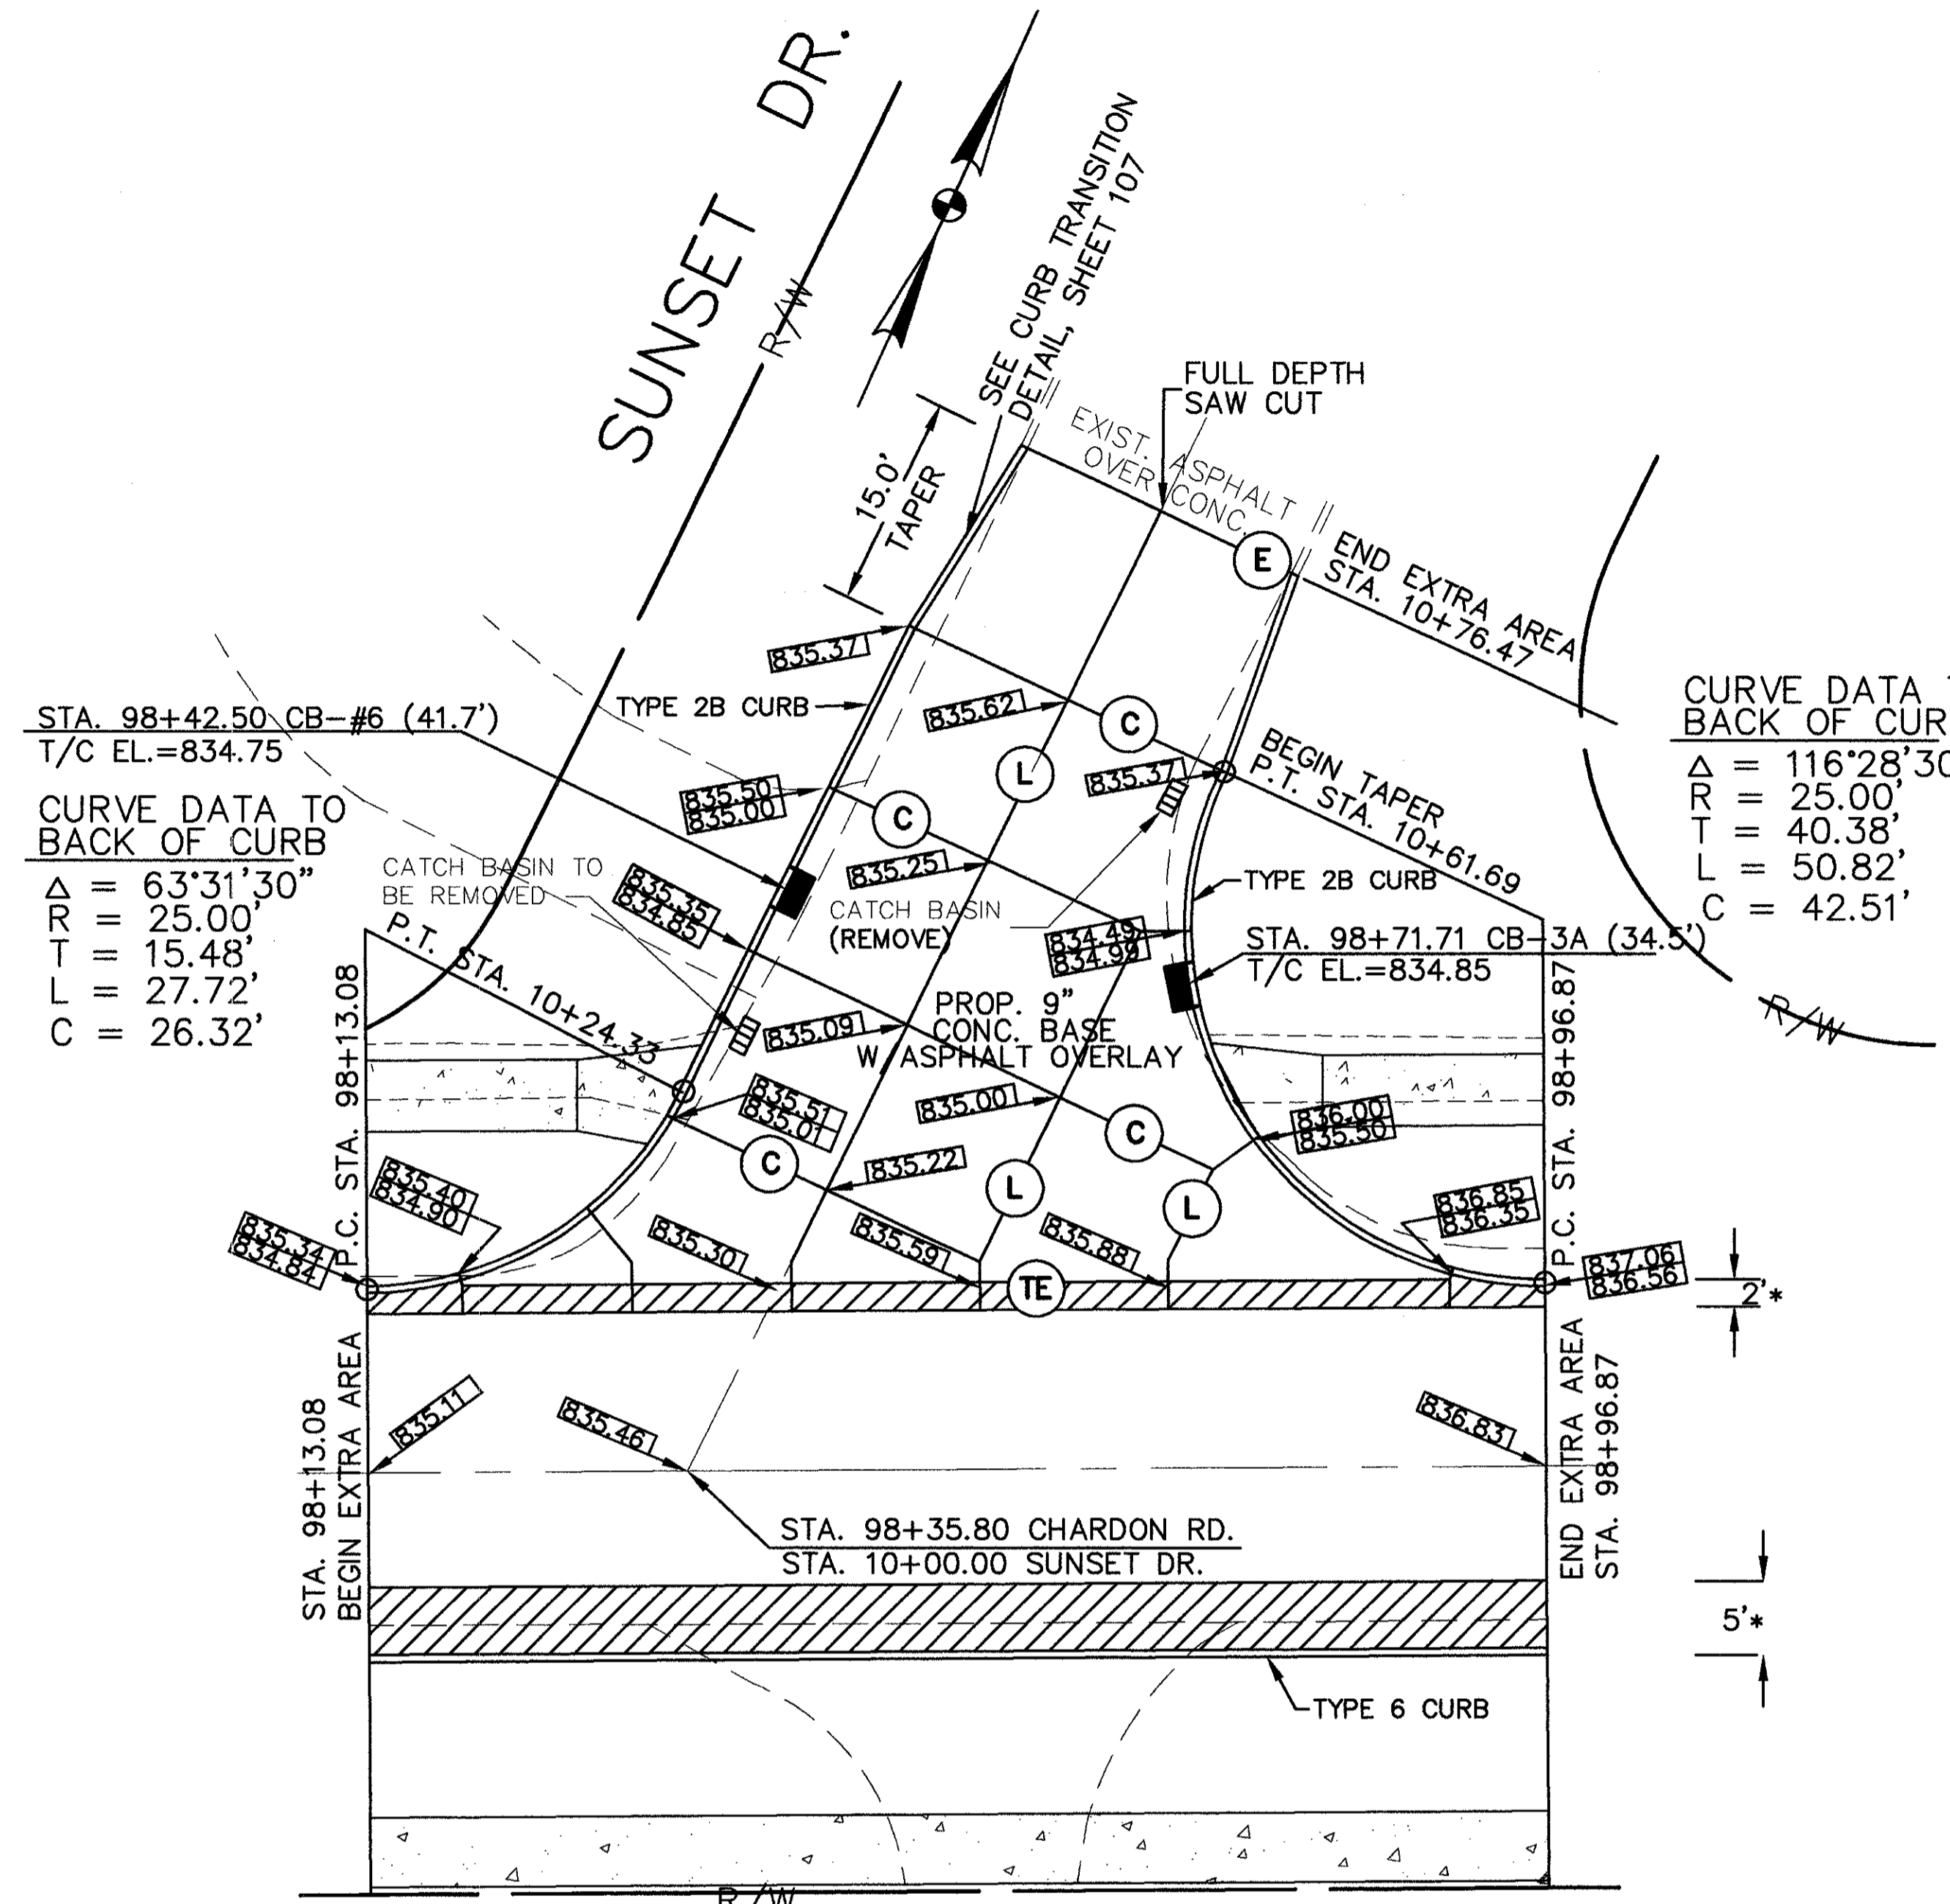 SUNSET DR.
R/W
SEE CURB TRANSITION
DETAIL, SHEET 107
FULL DEPTH
SAW CUT
15.0'
TAPER
EXIST. ASPHALT
OVER CONC.
E
END EXTRA AREA
STA. 10+76.47
835.37
TYPE 2B CURB
835.62
C
L
835.37
BEGIN TAPER
P.T. STA. 10+61.69
STA. 98+42.50 CB-#6 (41.7')
T/C EL.=834.75
CURVE DATA TO
BACK OF CURB
Δ = 63°31'30"
R = 25.00'
T = 15.48'
L = 27.72'
C = 26.32'
CURVE DATA
BACK OF CUR
Δ = 116°28'30
R = 25.00'
T = 40.38'
L = 50.82'
C = 42.51'
835.50
835.00
C
835.25
CATCH BASIN TO
BE REMOVED
835.35
834.85
CATCH BASIN
(REMOVE)
TYPE 2B CURB
834.49
834.99
STA. 98+71.71 CB-3A (34.5')
T/C EL.=834.85
P.T. STA. 10+24.33
P.C. STA. 98+13.08
P.C. STA. 98+96.87
R/W
835.09
PROP. 9"
CONC. BASE
W/ASPHALT OVERLAY
835.51
835.01
835.00
C
836.00
835.50
C
835.22
L
L
835.40
834.90
835.34
834.84
835.30
835.59
835.88
836.85
836.35
837.06
836.56
TE
2'*
STA. 98+13.08
BEGIN EXTRA AREA
835.11
835.46
836.83
END EXTRA AREA
STA. 98+96.87
STA. 98+35.80 CHARDON RD.
STA. 10+00.00 SUNSET DR.
5'*
TYPE 6 CURB
R/W